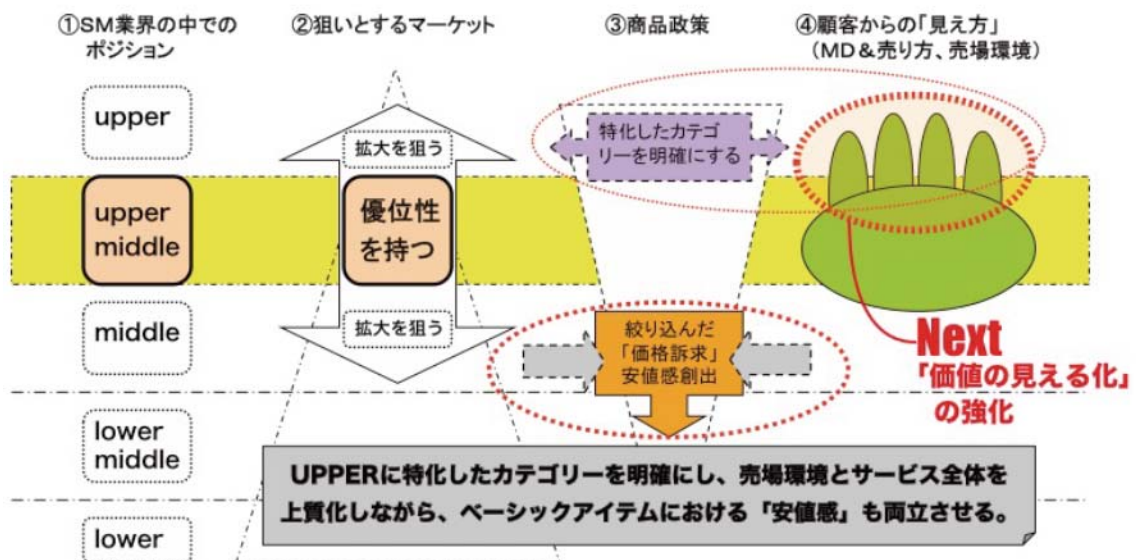 ①SM業界の中での
ポジション
②狙いとするマーケット
③商品政策
④顧客からの「見え方」
(MD&売り方、売場環境)
upper
拡大を狙う
特化したカテゴ
リーを明確にする
upper
middle
優位性
を持つ
middle
拡大を狙う
絞り込んだ
「価格訴求」
安値感創出
Next
「価値の見える化」
の強化
lower
middle
UPPERに特化したカテゴリーを明確にし、売場環境とサービス全体を
上質化しながら、ベーシックアイテムにおける「安値感」も両立させる。
lower